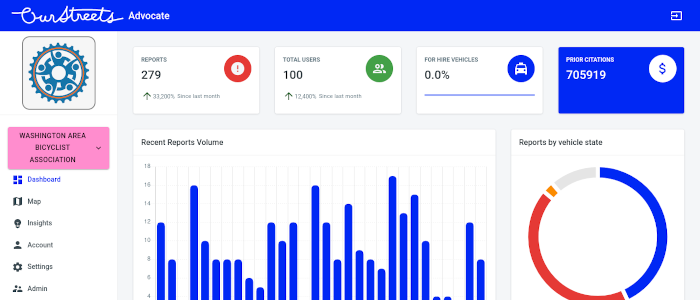 OurStreets Advocate
WASHINGTON AREA
BICYCLIST
ASSOCIATION
Dashboard
Map
Insights
Account
Settings
Admin
REPORTS
279
33,200% Since last month
TOTAL USERS
100
12,400% Since last month
FOR HIRE VEHICLES
0.0%
PRIOR CITATIONS
705919
$
Recent Reports Volume
18
16
14
12
10
8
6
4
Reports by vehicle state